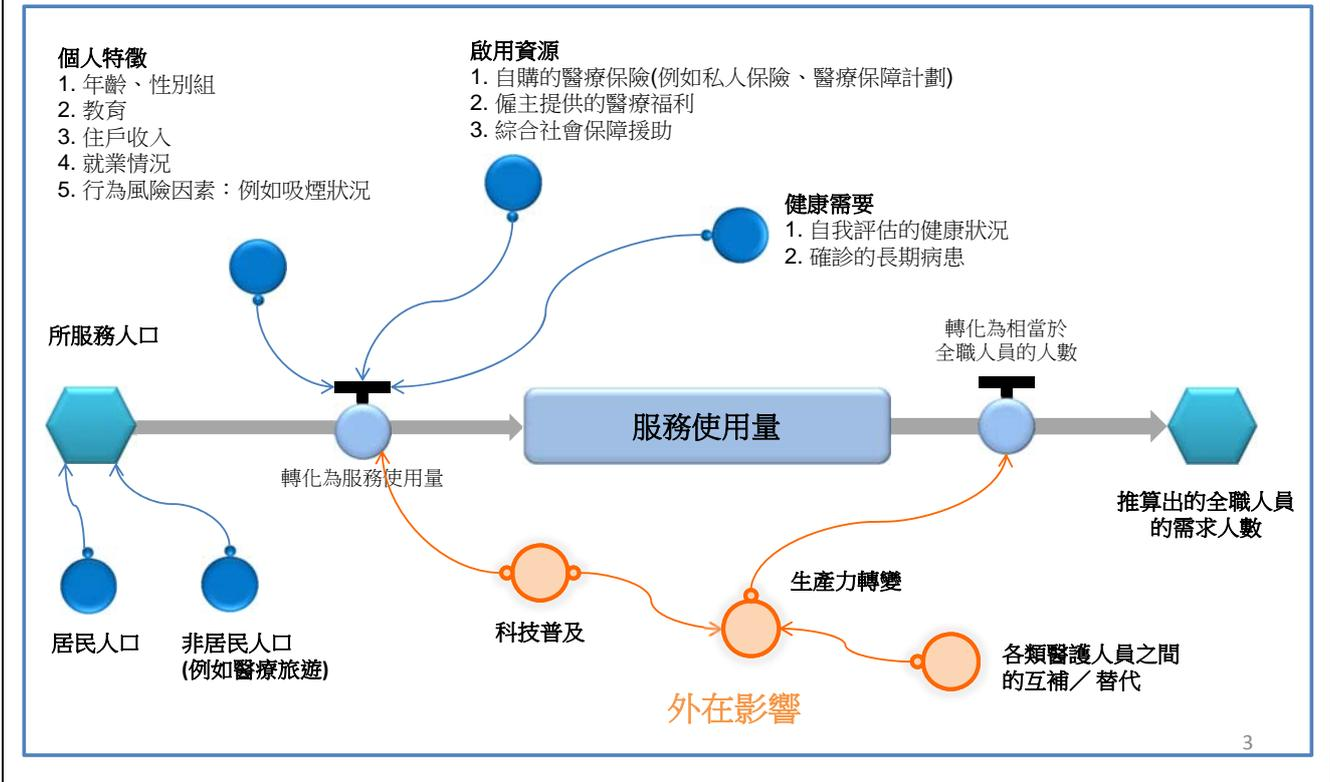 個人特徵
1. 年齡、性別組
2. 教育
3. 住戶收入
4. 就業情況
5. 行為風險因素：例如吸煙狀況
啟用資源
1. 自購的醫療保險(例如私人保險、醫療保障計劃)
2. 僱主提供的醫療福利
3. 綜合社會保障援助
健康需要
1. 自我評估的健康狀況
2. 確診的長期病患
所服務人口
轉化為相當於
全職人員的人數
服務使用量
轉化為服務使用量
推算出的全職人員
的需求人數
居民人口
非居民人口
(例如醫療旅遊)
科技普及
生產力轉變
各類醫護人員之間
的互補／替代
外在影響
3